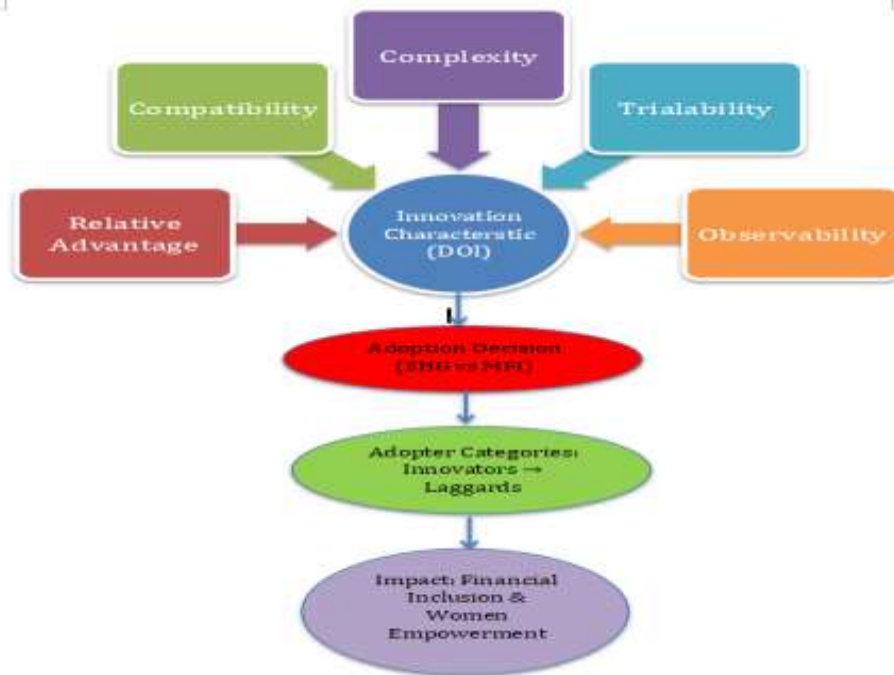 Complexity
Compatibility
Trialability
Relative
Advantage
Innovation
Characterstic
(DOI)
Observability
Adoption Decision
(SHG vs MFI)
Adopter Categories:
Innovators →
Laggards
Impact: Financial
Inclusion &
Women
Empowerment